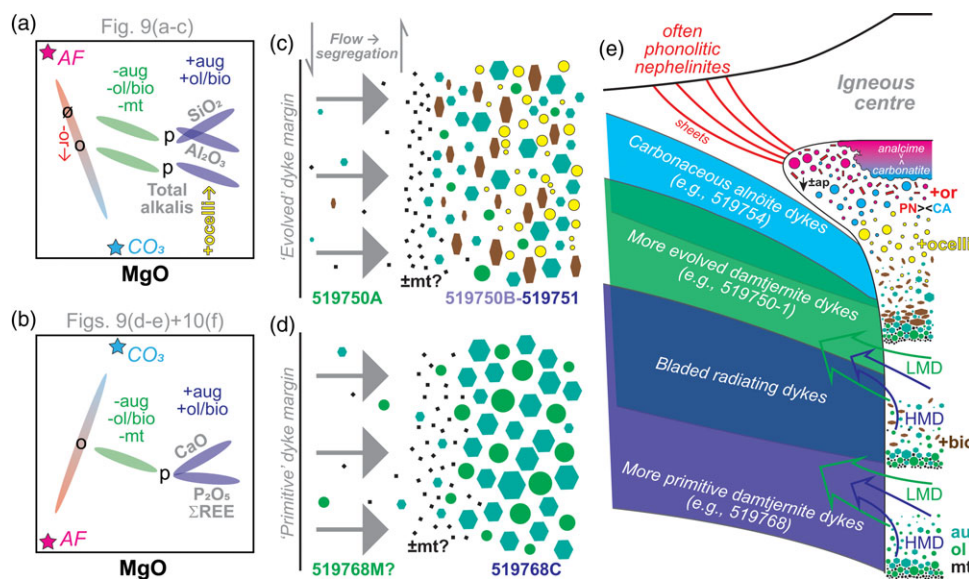 (a)
Fig. 9(a-c)
AF
-aug
-ol/bio
-mt
+aug
+ol/bio
Ø
o
-or→
p
SiO₂
p
Al₂O₃
Total
alkalis
+ocelli→
CO₃
MgO
(b)
Figs. 9(d-e)+10(f)
CO₃
-aug
-ol/bio
-mt
+aug
+ol/bio
o
p
CaO
P₂O₅
ΣREE
AF
MgO
(c)
Flow →
segregation
'Evolved' dyke margin
±mt?
519750A
519750B-519751
(d)
'Primitive' dyke margin
±mt?
519768M?
519768C
(e)
often
phonolitic
nephelinites
Igneous
centre
sheets
analcime
carbonatite
±ap
+or
PN><CA
+ocelli
Carbonaceous alnöite dykes
(e.g., 519754)
More evolved damtjernite dykes
(e.g., 519750-1)
LMD
HMD
Bladed radiating dykes
+bio
LMD
More primitive damtjernite dykes
(e.g., 519768)
HMD
au
ol
mt